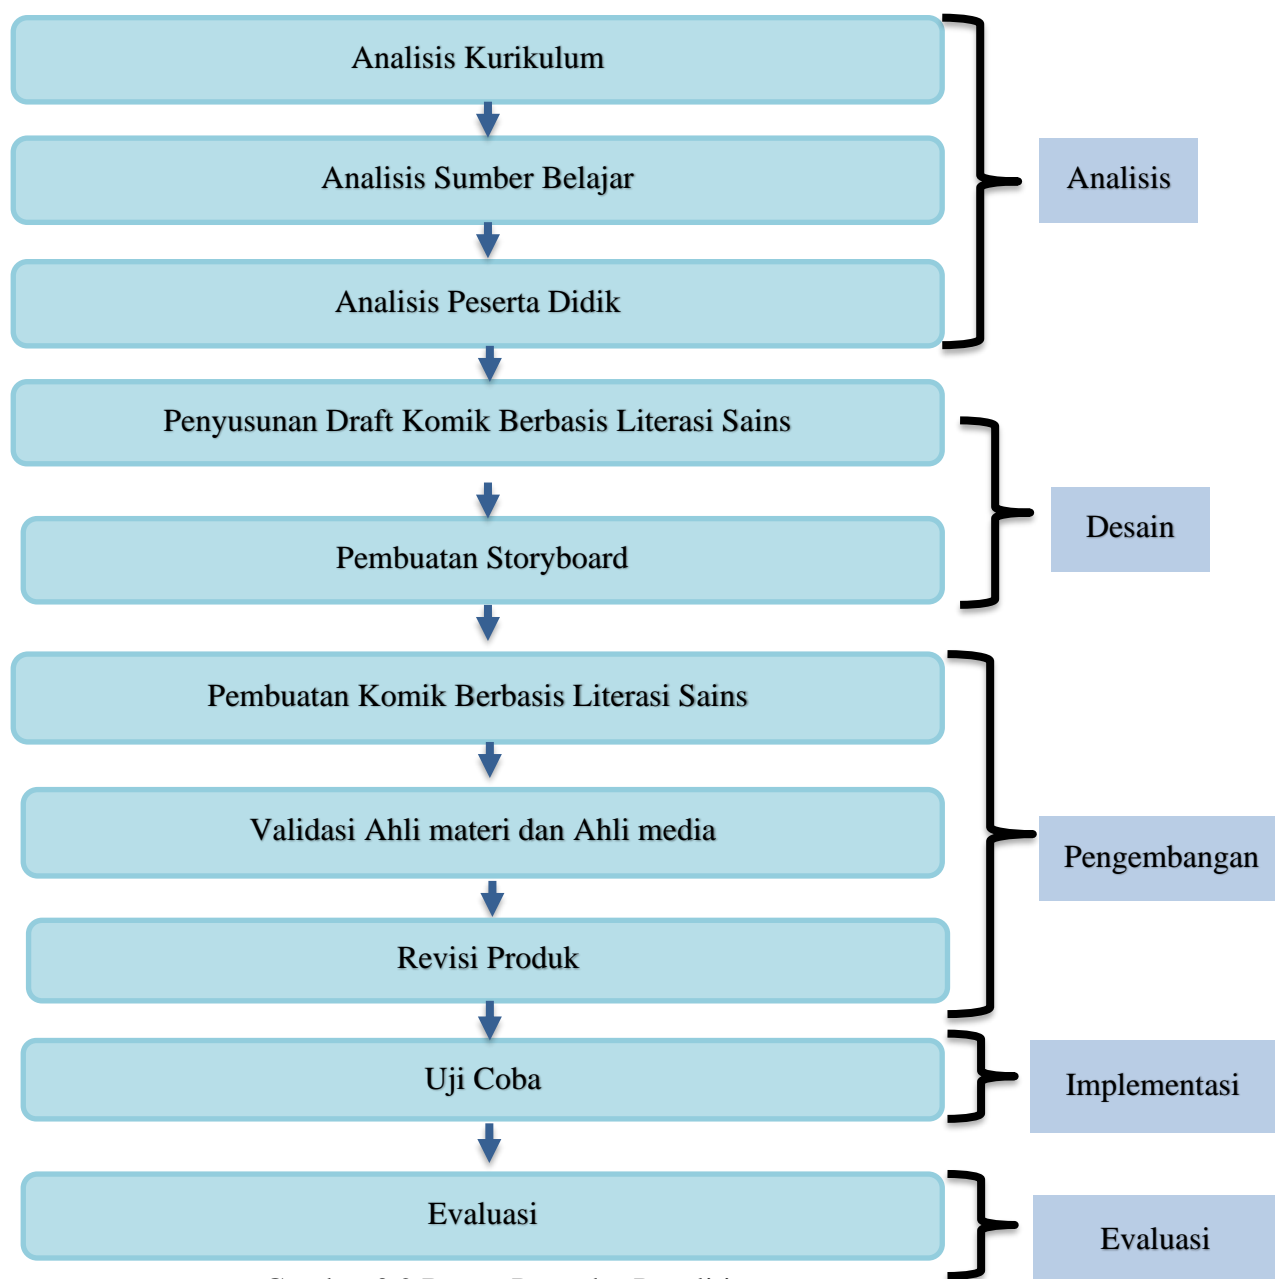 Analisis Kurikulum
Analisis Sumber Belajar
Analisis
Analisis Peserta Didik
Penyusunan Draft Komik Berbasis Literasi Sains
Desain
Pembuatan Storyboard
Pembuatan Komik Berbasis Literasi Sains
Validasi Ahli materi dan Ahli media
Pengembangan
Revisi Produk
Uji Coba
Implementasi
Evaluasi
Evaluasi